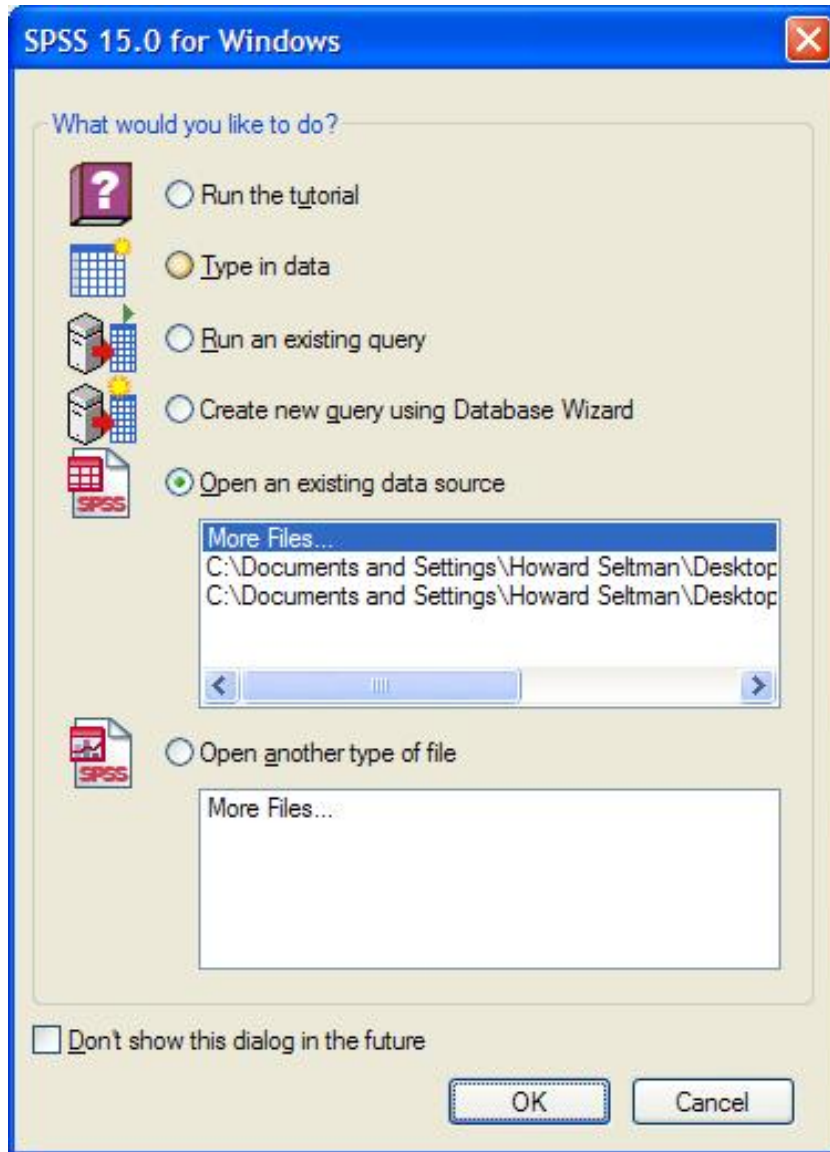 SPSS 15.0 for Windows
What would you like to do?
?
Run the tutorial
Type in data
Run an existing query
Create new query using Database Wizard
SPSS
Open an existing data source
More Files...
C:\Documents and Settings\Howard Seltman\Desktop
C:\Documents and Settings\Howard Seltman\Desktop
SPSS
Open another type of file
More Files...
Don't show this dialog in the future
OK
Cancel